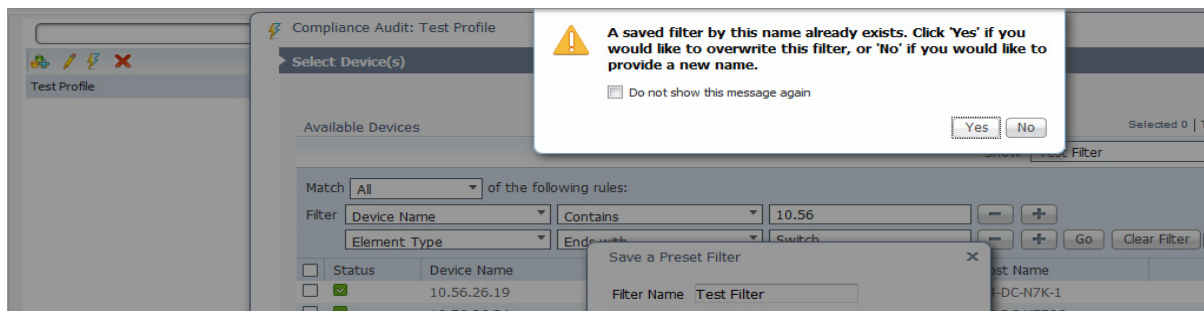 Compliance Audit: Test Profile
A saved filter by this name already exists. Click 'Yes' if you
would like to overwrite this filter, or 'No' if you would like to
provide a new name.
Do not show this message again
Yes No
Select Device(s)
Test Profile
Available Devices
Selected 0 |
Show Test Filter
Match All of the following rules:
Filter Device Name Contains 10.56
Element Type Ends with Switch Go Clear Filter
Save a Preset Filter
Status Device Name Host Name
Filter Name Test Filter
10.56.26.19 -DC-N7K-1